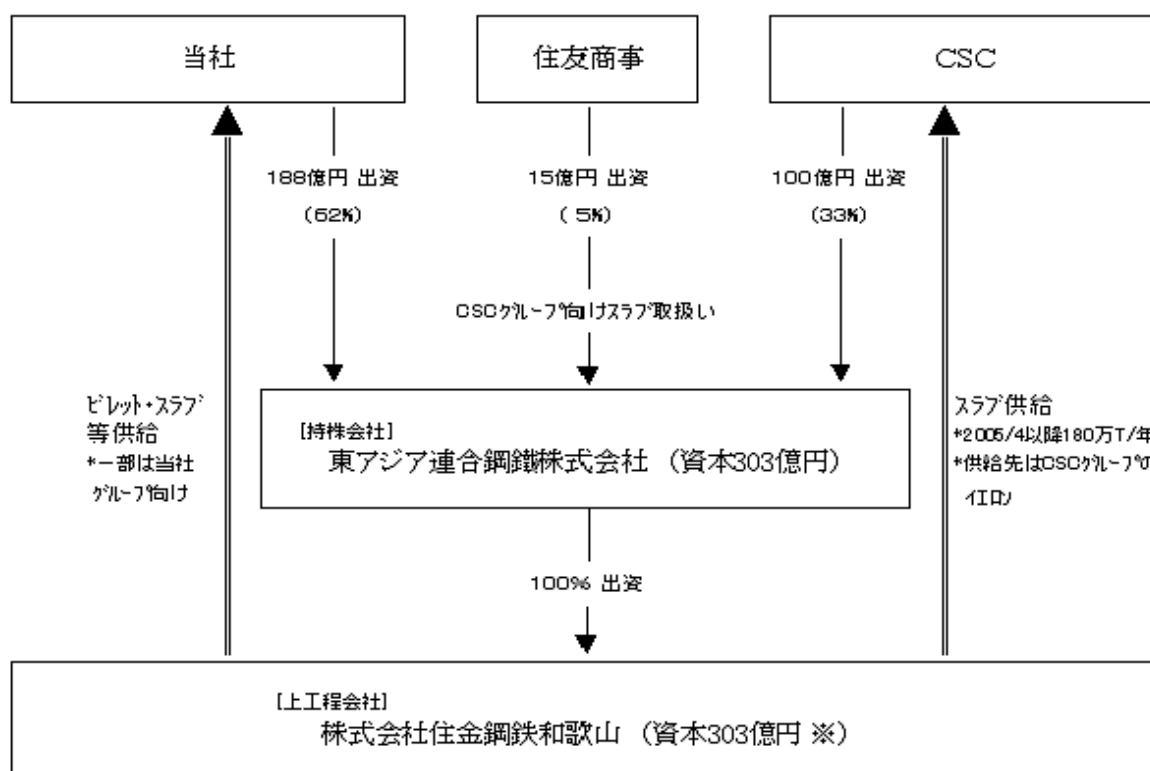 当社
住友商事
CSC
188億円 出資
(62%)
15億円 出資
( 5%)
100億円 出資
(33%)
CSCグループ向けスラブ取扱い
ビレット・スラブ
等供給
*一部は当社
グループ向け
スラブ供給
*2005/4以降180万T/年
*供給先はCSCグループの
イエロン
[持株会社]
東アジア連合鋼鐵株式会社 (資本303億円)
100% 出資
[上工程会社]
株式会社住金鋼鉄和歌山 (資本303億円 ※)